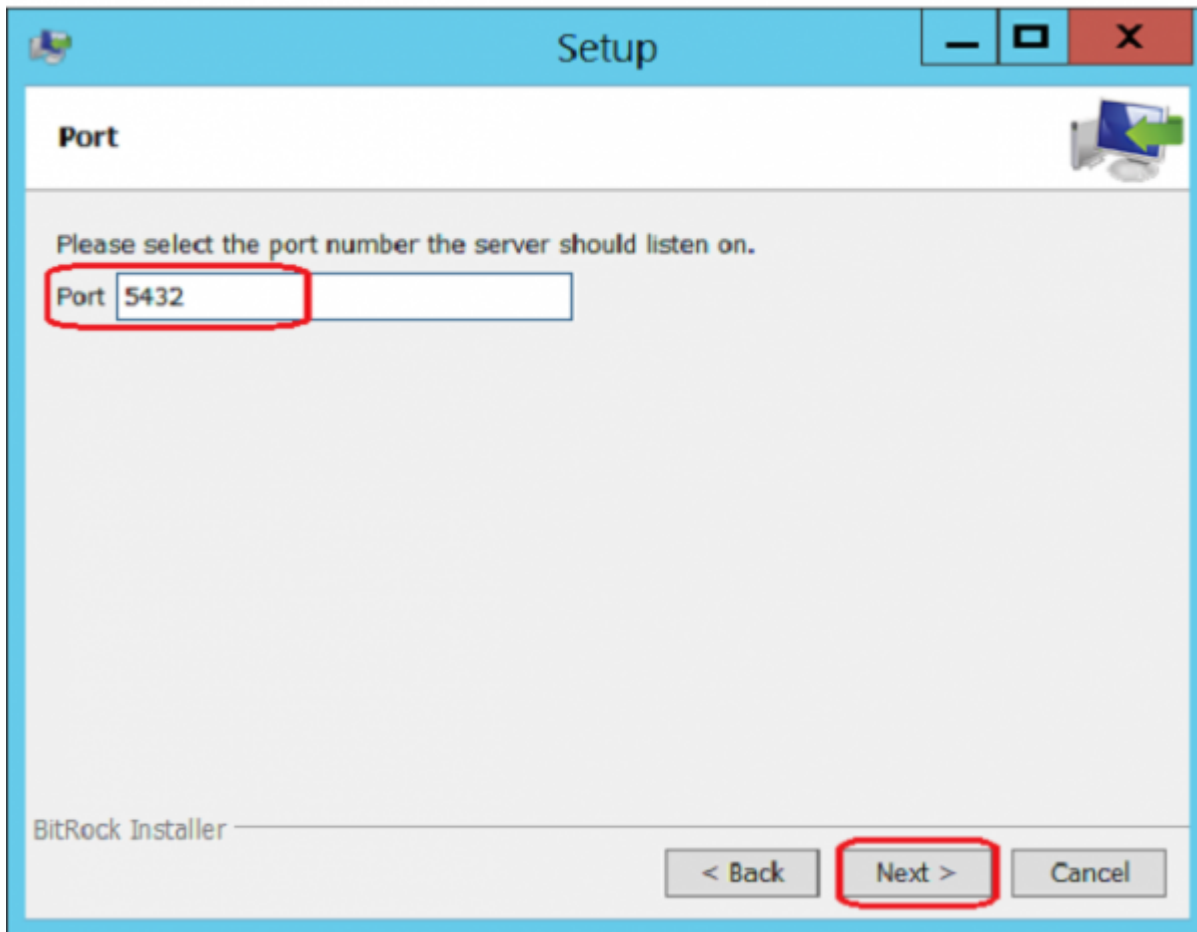 Setup
Port
Please select the port number the server should listen on.
Port 5432
BitRock Installer
< Back Next > Cancel